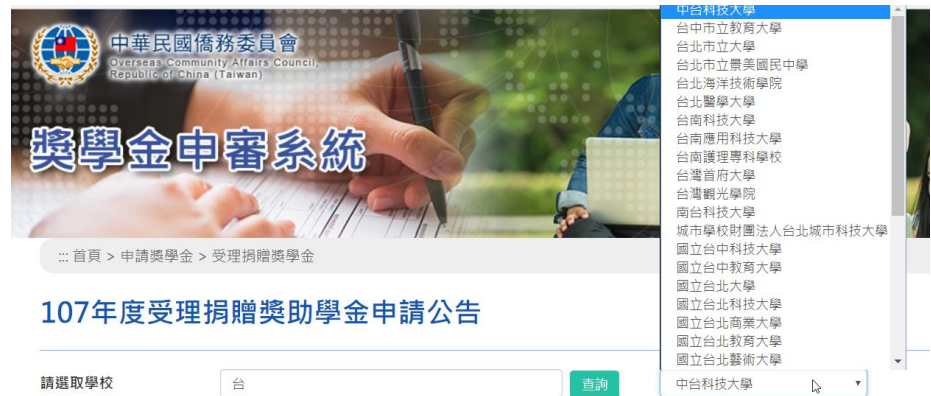 中華民國僑務委員會
Overseas Community Affairs Council,
Republic of China (Taiwan)
獎學金申審系統
::: 首頁 > 申請獎學金 > 受理捐贈獎學金
107年度受理捐贈獎助學金申請公告
請選取學校
台
查詢
中台科技大學
中台科技大學
台中市立教育大學
台北市立大學
台北市立景美國民中學
台北海洋技術學院
台北醫學大學
台南科技大學
台南應用科技大學
台南護理專科學校
台灣首府大學
台灣觀光學院
南台科技大學
城市學校財團法人台北城市科技大學
國立台中科技大學
國立台中教育大學
國立台北大學
國立台北科技大學
國立台北商業大學
國立台北教育大學
國立台北藝術大學